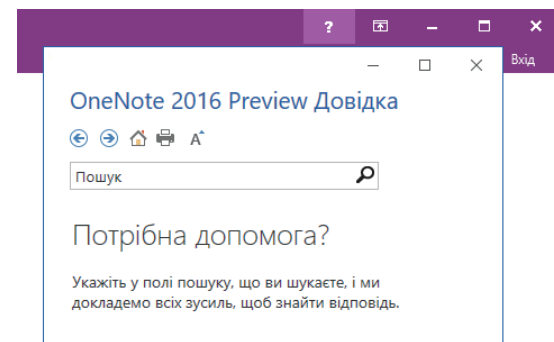 ?
Вхід
OneNote 2016 Preview Довідка
A
Пошук
Потрібна допомога?
Укажіть у полі пошуку, що ви шукаєте, і ми
докладемо всіх зусиль, щоб знайти відповідь.